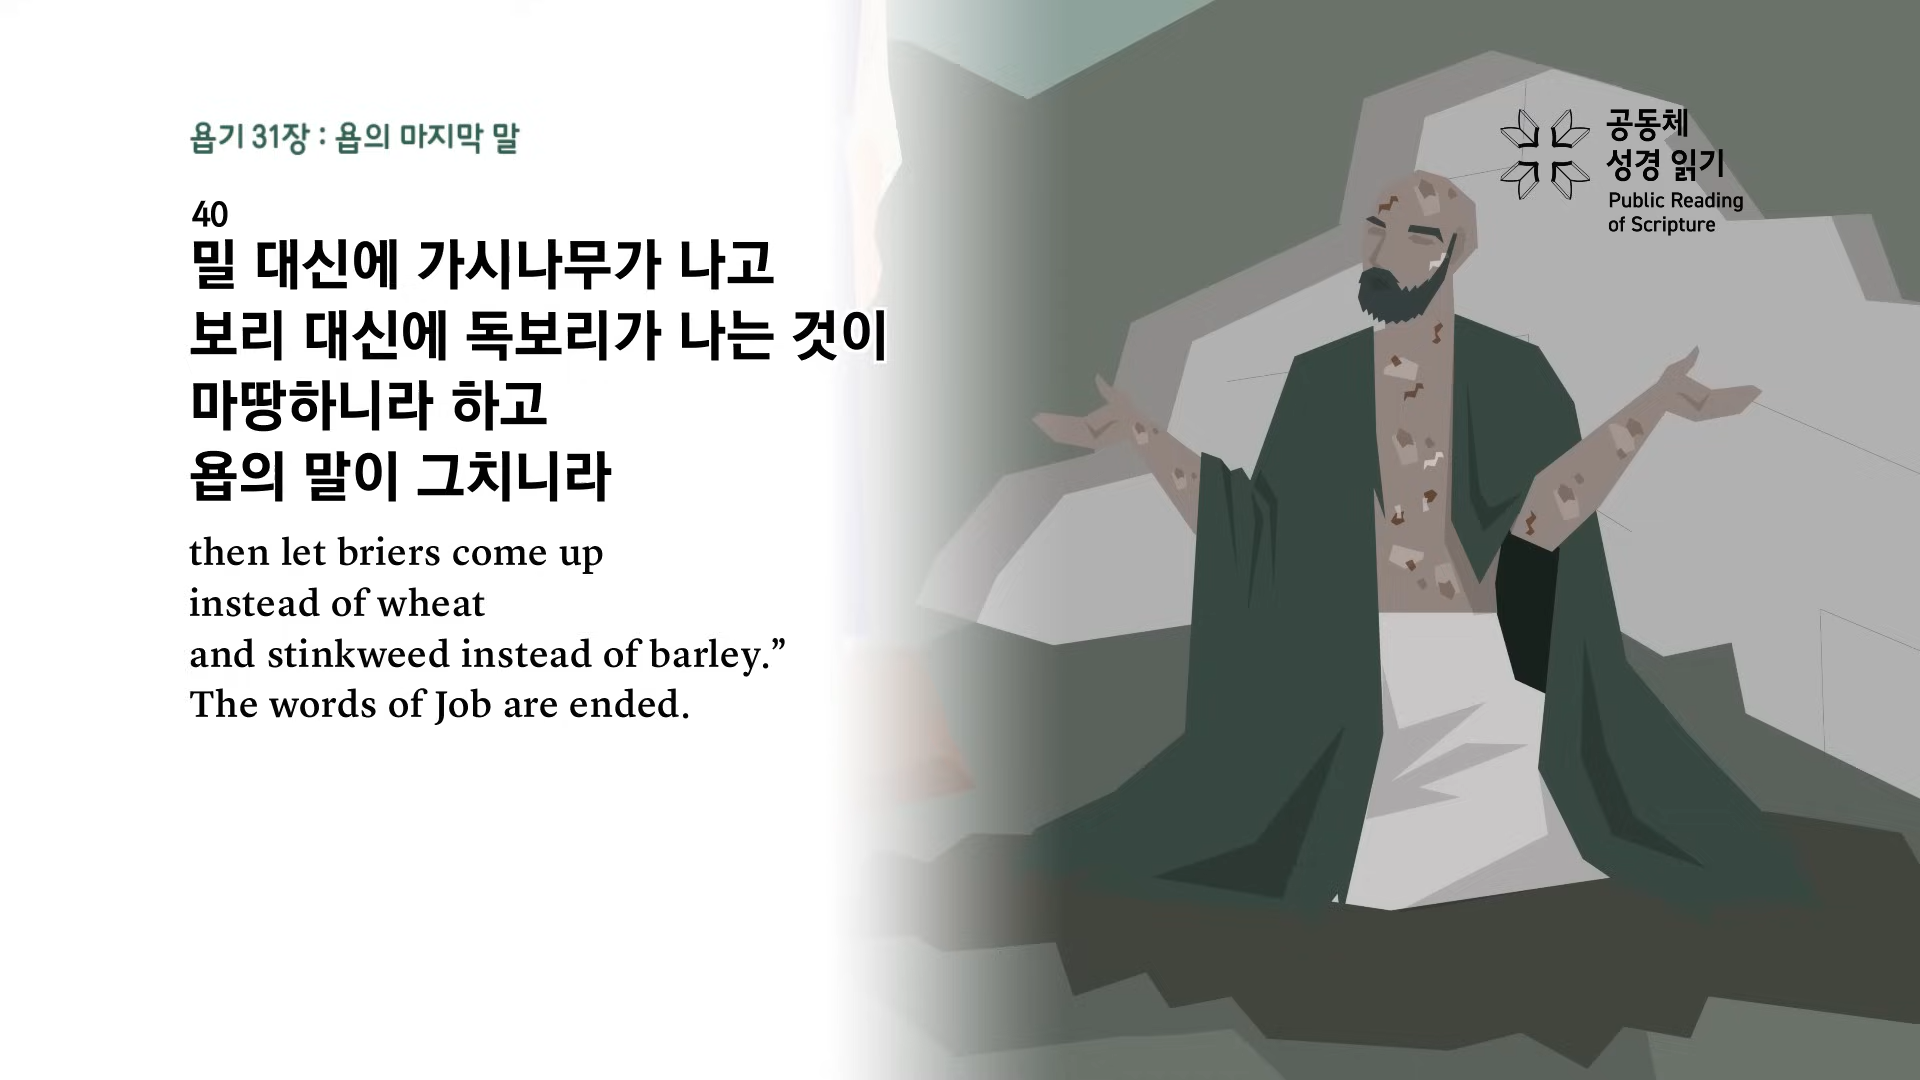 욥기 31장 : 욥의 마지막 말
40
밀 대신에 가시나무가 나고
보리 대신에 독보리가 나는 것이
마땅하니라 하고
욥의 말이 그치니라
then let briers come up
instead of wheat
and stinkweed instead of barley.”
The words of Job are ended.
공동체
성경 읽기
Public Reading
of Scripture